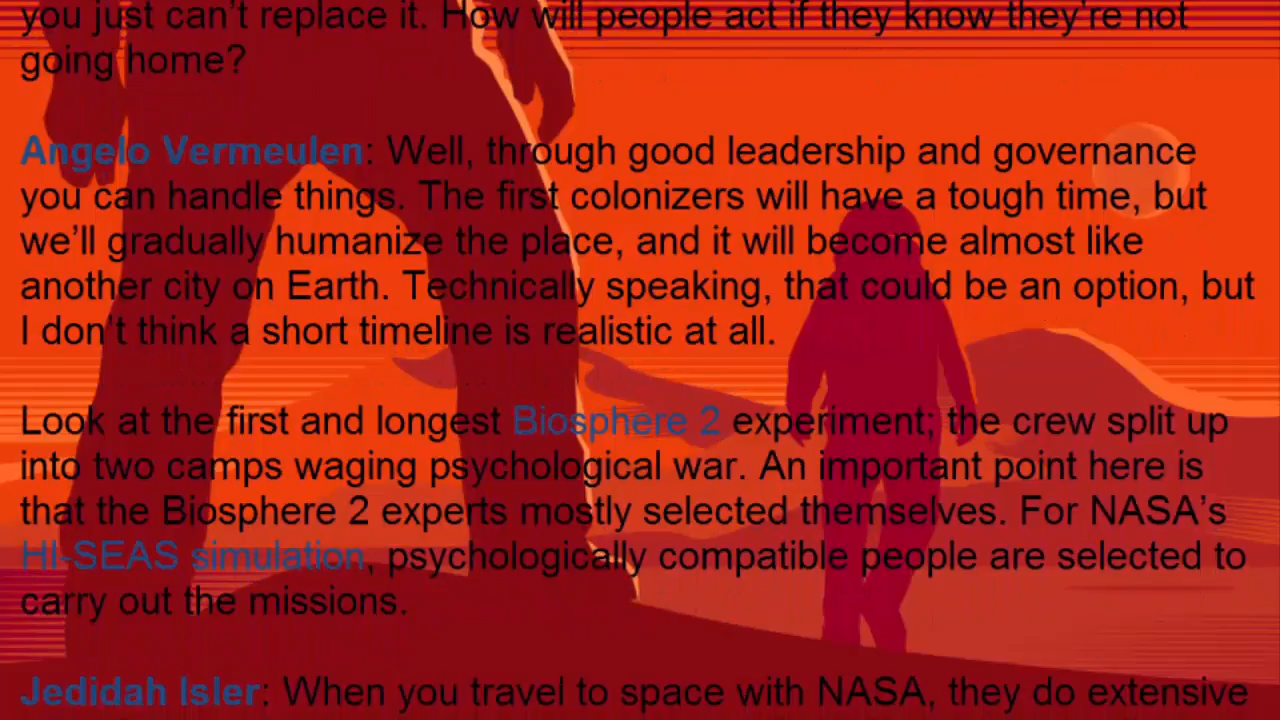 you just can't replace it. How will people act if they know they're not
going home?
Angelo Vermeulen: Well, through good leadership and governance
you can handle things. The first colonizers will have a tough time, but
we'll gradually humanize the place, and it will become almost like
another city on Earth. Technically speaking, that could be an option, but
I don't think a short timeline is realistic at all.
Look at the first and longest Biosphere 2 experiment; the crew split up
into two camps waging psychological war. An important point here is
that the Biosphere 2 experts mostly selected themselves. For NASA's
HI-SEAS simulation, psychologically compatible people are selected to
carry out the missions.
Jedidah Isler: When you travel to space with NASA, they do extensive